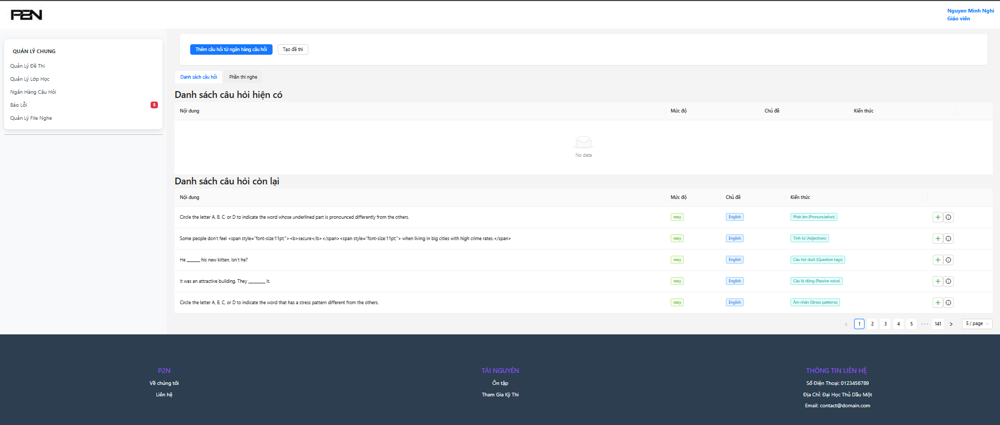 P2N
Nguyen Minh Nghi
Giáo viên
QUẢN LÝ CHUNG
Quản Lý Đề Thi
Quản Lý Lớp Học
Ngân Hàng Câu Hỏi
Báo Lỗi 5
Quản Lý File Nghe
Thêm câu hỏi từ ngân hàng câu hỏi Tạo đề thi
Danh sách câu hỏi Phần thi nghe
Danh sách câu hỏi hiện có
Nội dung Mức độ Chủ đề Kiến thức
No data
Danh sách câu hỏi còn lại
Nội dung Mức độ Chủ đề Kiến thức
Circle the letter A, B, C, or D to indicate the word whose underlined part is pronounced differently from the others. easy English Phát âm (Pronunciation)
Some people don't feel <span style="font-size:11pt;"><b>secure</b></span><span style="font-size:11pt;"> when living in big cities with high crime rates.</span> easy English Tính từ (Adjectives)
He ______ his new kitten, isn't he? easy English Câu hỏi đuôi (Question tags)
It was an attractive building. They ________ it. easy English Câu bị động (Passive voice)
Circle the letter A, B, C, or D to indicate the word that has a stress pattern different from the others. easy English Âm nhấn (Stress patterns)
< 1 2 3 4 5 ••• 141 > 5 / page
P2N
Về chúng tôi
Liên hệ
TÀI NGUYÊN
Ôn tập
Tham Gia Kỳ Thi
THÔNG TIN LIÊN HỆ
Số Điện Thoại: 0123456789
Địa Chỉ: Đại Học Thủ Dầu Một
Email: contact@domain.com